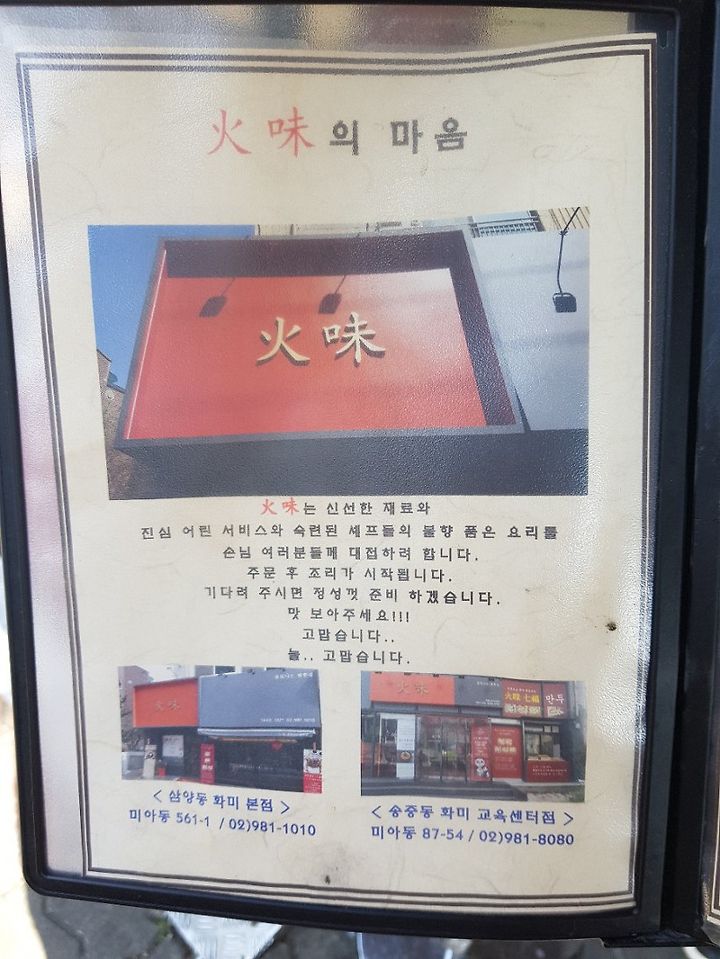 火味의 마음
火味
火味는 신선한 재료와
진심 어린 서비스와 숙련된 셰프들의 불향 품은 요리를
손님 여러분들께 대접하려 합니다.
주문 후 조리가 시작됩니다.
기다려 주시면 정성껏 준비 하겠습니다.
맛 보아주세요!!!
고맙습니다..
늘.. 고맙습니다.
火味
火味
火味 七福
만두
< 삼양동 화미 본점 >
미아동 561-1 / 02)981-1010
< 송중동 화미 교육센터점 >
미아동 87-54 / 02)981-8080